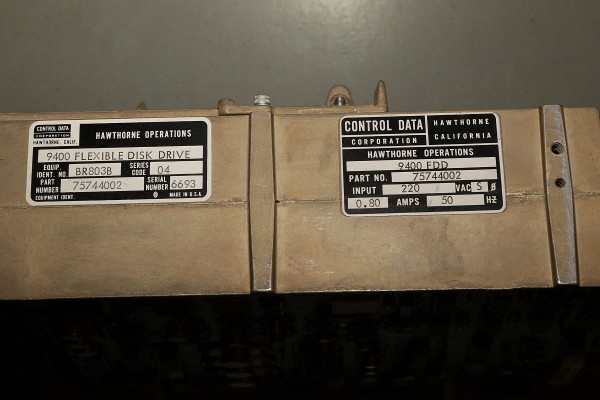 CONTROL DATA
CORPORATION
HAWTHORNE CALIF.
HAWTHORNE OPERATIONS
9400 FLEXIBLE DISK DRIVE
EQUIP. IDENT. NO BR803B SERIES CODE 04
PART NUMBER 75744002 SERIAL NUMBER 6693
EQUIPMENT IDENT. MADE IN U.S.A
CONTROL DATA
CORPORATION
HAWTHORNE
CALIFORNIA
HAWTHORNE OPERATIONS
9400 FDD
PART NO. 75744002
INPUT 220 VAC S Ø
0.80 AMPS 50 HZ